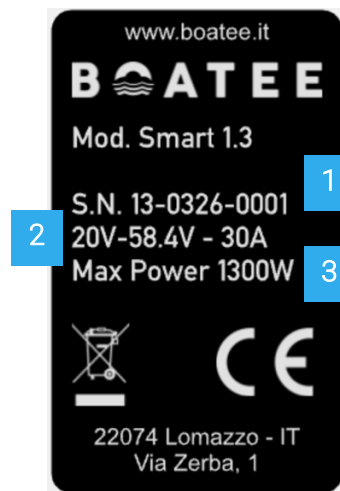 www.boatee.it
BOATEE
Mod. Smart 1.3
1
S.N. 13-0326-0001
2
20V-58.4V - 30A
Max Power 1300W
3
CE
22074 Lomazzo - IT
Via Zerba, 1